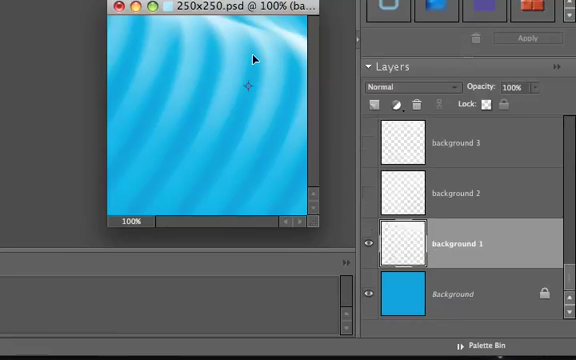 250x250.psd @ 100% (ba...
Apply
Layers
Normal
Opacity: 100%
Lock:
background 3
background 2
background 1
Background
100%
Palette Bin